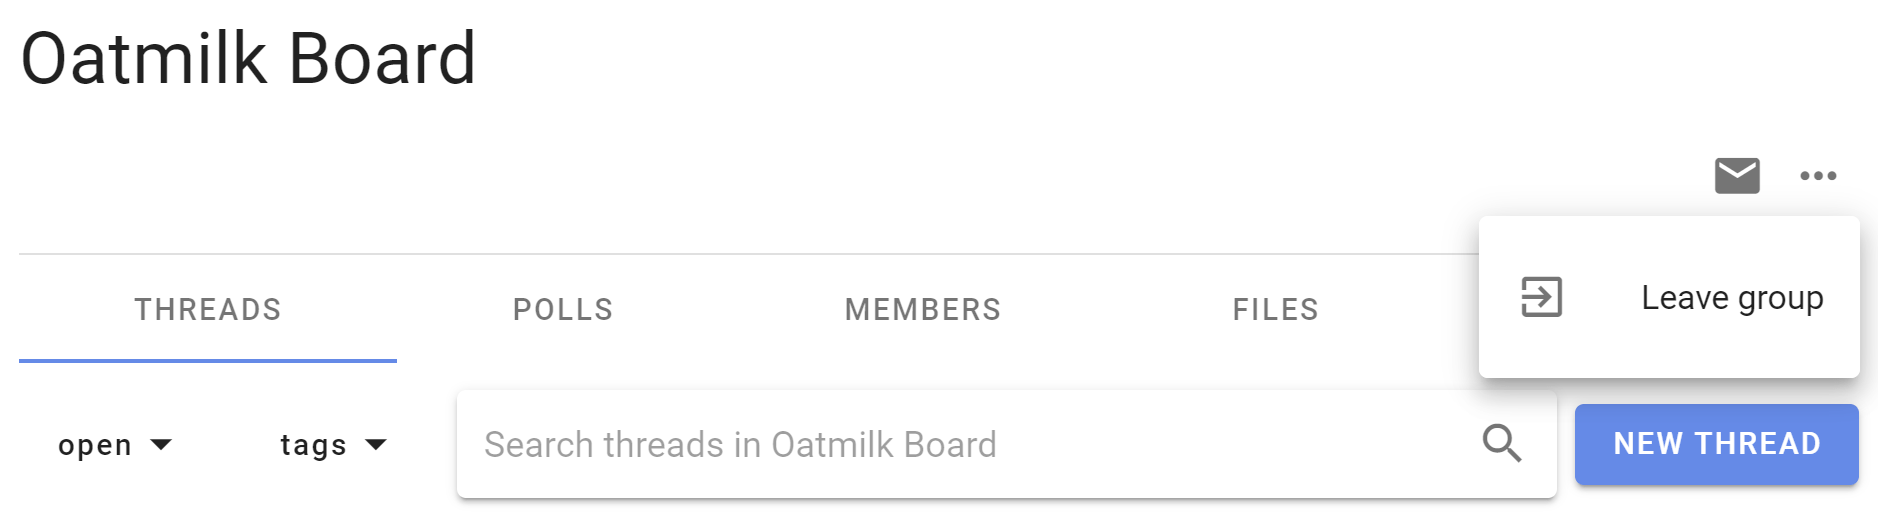 Oatmilk Board
THREADS
POLLS
MEMBERS
FILES
Leave group
open
tags
Search threads in Oatmilk Board
NEW THREAD